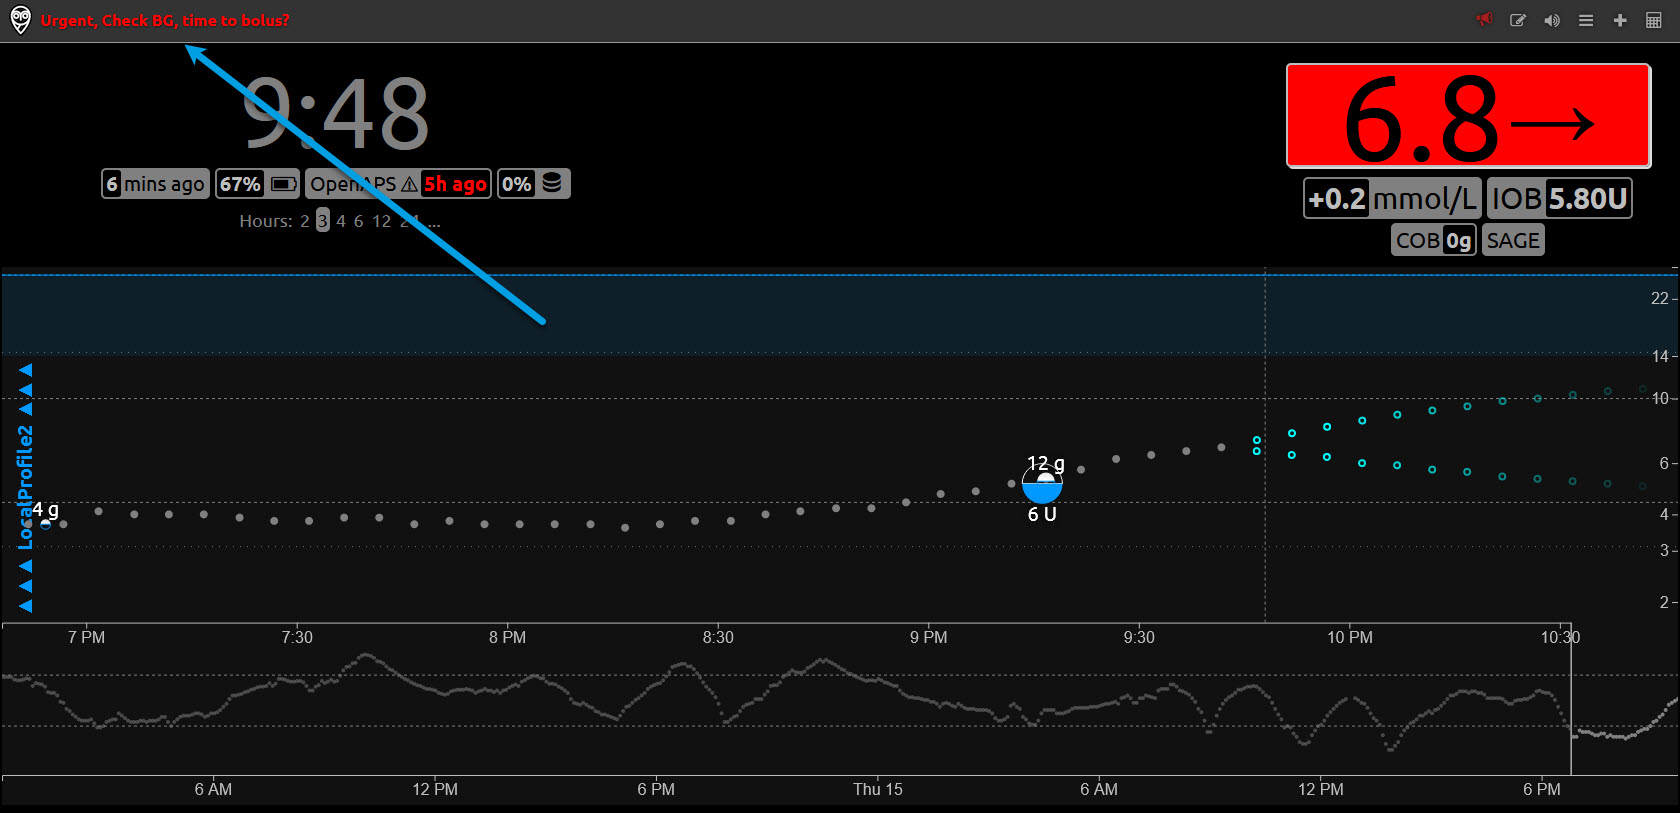 Urgent, Check BG, time to bolus?
9:48
6 mins ago 67% OpenAPS ⚠ 5h ago 0%
Hours: 2 3 4 6 12 24 ...
6.8→
+0.2 mmol/L IOB 5.80U
COB 0g SAGE
22
14
10
6
4
3
2
LocalProfile2
4 g
12 g
6 U
7 PM 7:30 8 PM 8:30 9 PM 9:30 10 PM 10:30
6 AM 12 PM 6 PM Thu 15 6 AM 12 PM 6 PM